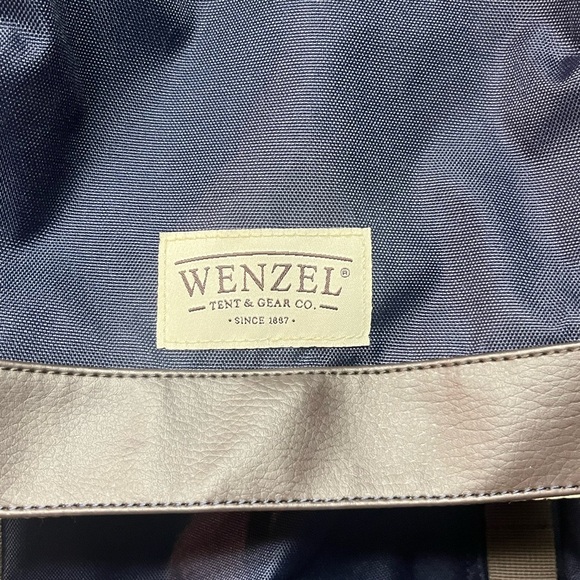 WENZEL®
TENT & GEAR CO.
• SINCE 1887 •